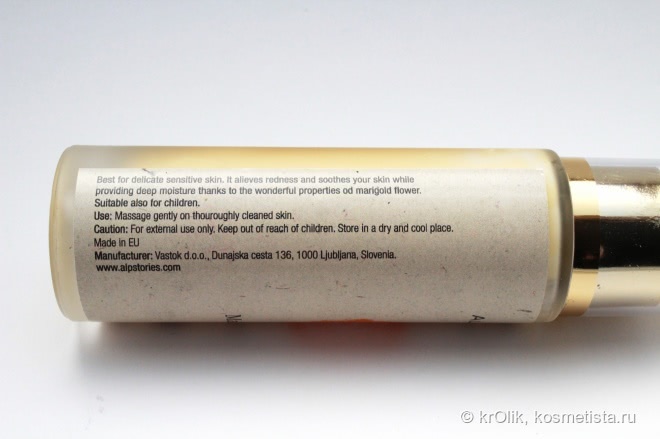 Best for delicate sensitive skin. It alieves redness and soothes your skin while
providing deep moisture thanks to the wonderful properties od marigold flower.
Suitable also for children.
Use: Massage gently on thouroughly cleaned skin.
Caution: For external use only. Keep out of reach of children. Store in a dry and cool place.
Made in EU
Manufacturer: Vastok d.o.o., Dunajska cesta 136, 1000 Ljubljana, Slovenia.
www.alpstories.com
© krOlik, kosmetista.ru